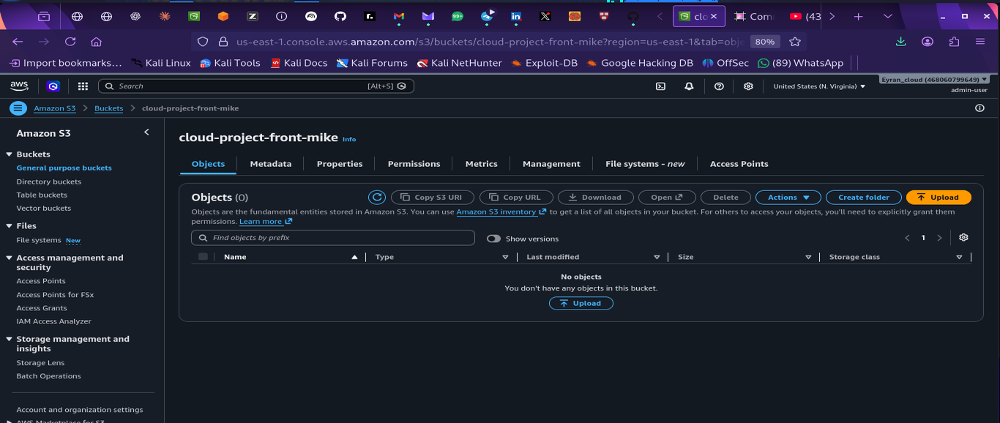 clo
Com
(43
us-east-1.console.aws.amazon.com/s3/buckets/cloud-project-front-mike?region=us-east-1&tab=obje
80%
Import bookmarks...
Kali Linux
Kali Tools
Kali Docs
Kali Forums
Kali NetHunter
Exploit-DB
Google Hacking DB
OffSec
(89) WhatsApp
aws
Search
[Alt+S]
United States (N. Virginia)
Eyran_cloud (468060799649)
admin-user
Amazon S3
Buckets
cloud-project-front-mike
Amazon S3
Buckets
General purpose buckets
Directory buckets
Table buckets
Vector buckets
Files
File systems New
Access management and
security
Access Points
Access Points for FSx
Access Grants
IAM Access Analyzer
Storage management and
insights
Storage Lens
Batch Operations
Account and organization settings
AWS Marketplace for S3
cloud-project-front-mike Info
Objects
Metadata
Properties
Permissions
Metrics
Management
File systems - new
Access Points
Objects (0)
Copy S3 URI
Copy URL
Download
Open
Delete
Actions
Create folder
Upload
Objects are the fundamental entities stored in Amazon S3. You can use Amazon S3 inventory to get a list of all objects in your bucket. For others to access your objects, you'll need to explicitly grant them
permissions. Learn more
Find objects by prefix
Show versions
1
Name
Type
Last modified
Size
Storage class
No objects
You don't have any objects in this bucket.
Upload